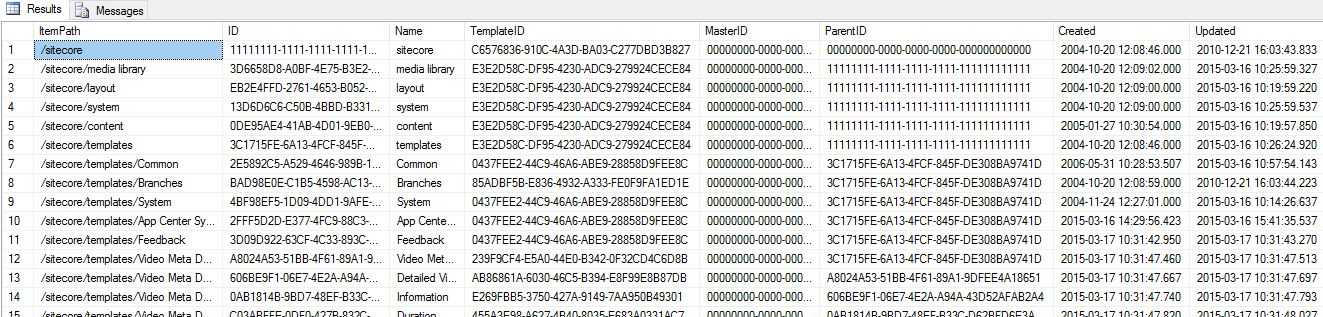 Results Messages
ItemPath ID Name TemplateID MasterID ParentID Created Updated
1 /sitecore 11111111-1111-1111-1111-1... sitecore C6576836-910C-4A3D-BA03-C277DBD3B827 00000000-0000-0000-000... 00000000-0000-0000-0000-000000000000 2004-10-20 12:08:46.000 2010-12-21 16:03:43.833
2 /sitecore/media library 3D6658D8-A0BF-4E75-B3E2-... media library E3E2D58C-DF95-4230-ADC9-279924CECE84 00000000-0000-000... 11111111-1111-1111-1111-111111111111 2004-10-20 12:09:02.000 2015-03-16 10:25:59.327
3 /sitecore/layout EB2E4FFD-2761-4653-B052-... layout E3E2D58C-DF95-4230-ADC9-279924CECE84 00000000-0000-000... 11111111-1111-1111-1111-111111111111 2004-10-20 12:09:00.000 2015-03-16 10:19:59.220
4 /sitecore/system 13D6D6C6-C50B-4BBD-B331... system E3E2D58C-DF95-4230-ADC9-279924CECE84 00000000-0000-000... 11111111-1111-1111-1111-111111111111 2004-10-20 12:09:00.000 2015-03-16 10:25:59.537
5 /sitecore/content 0DE95AE4-41AB-4D01-9EB0-... content E3E2D58C-DF95-4230-ADC9-279924CECE84 00000000-0000-000... 11111111-1111-1111-1111-111111111111 2005-01-27 10:30:54.000 2015-03-16 10:19:57.850
6 /sitecore/templates 3C1715FE-6A13-4FCF-845F-... templates E3E2D58C-DF95-4230-ADC9-279924CECE84 00000000-0000-000... 11111111-1111-1111-1111-111111111111 2004-10-20 12:09:00.000 2015-03-16 10:26:24.920
7 /sitecore/templates/Common 2E5892C5-A529-4646-989B-1... Common 0437FEE2-44C9-46A6-ABE9-28858D9FEE8C 00000000-0000-000... 3C1715FE-6A13-4FCF-845F-DE308BA9741D 2006-05-31 10:28:53.507 2015-03-16 10:57:54.143
8 /sitecore/templates/Branches BAD98E0E-C1B5-4598-AC13-... Branches 85ADBF5B-E836-4932-A333-FE0F9FA1ED1E 00000000-0000-000... 3C1715FE-6A13-4FCF-845F-DE308BA9741D 2004-10-20 12:08:59.000 2010-12-21 16:03:44.223
9 /sitecore/templates/System 4BF98EF5-1D09-4DD1-9AFE-... System 0437FEE2-44C9-46A6-ABE9-28858D9FEE8C 00000000-0000-000... 3C1715FE-6A13-4FCF-845F-DE308BA9741D 2004-11-24 12:27:01.000 2015-03-16 10:14:26.637
10 /sitecore/templates/App Center Sy... 2FFF5D2D-E377-4FC9-88C3-... App Cente... 0437FEE2-44C9-46A6-ABE9-28858D9FEE8C 00000000-0000-000... 3C1715FE-6A13-4FCF-845F-DE308BA9741D 2015-03-16 14:29:56.423 2015-03-16 15:41:35.537
11 /sitecore/templates/Feedback 3D09D922-63CF-4C33-893C-... Feedback 0437FEE2-44C9-46A6-ABE9-28858D9FEE8C 00000000-0000-000... 3C1715FE-6A13-4FCF-845F-DE308BA9741D 2015-03-17 10:31:42.950 2015-03-17 10:31:43.270
12 /sitecore/templates/Video Meta D... A8024A53-51BB-4F61-89A1-9... Video Met... 239F9CF4-E5A0-44E0-B342-0F32CD4C6D8B 00000000-0000-000... 3C1715FE-6A13-4FCF-845F-DE308BA9741D 2015-03-17 10:31:47.460 2015-03-17 10:31:47.513
13 /sitecore/templates/Video Meta D... 606BE9F1-06E7-4E2A-A94A-... Detailed Vi... AB86861A-6030-46C5-B394-E8F99E8B87DB 00000000-0000-000... A8024A53-51BB-4F61-89A1-9DFEE4A18651 2015-03-17 10:31:47.667 2015-03-17 10:31:47.697
14 /sitecore/templates/Video Meta D... 0AB1814B-9BD7-48EF-B33C-... Information E269FBB5-3750-427A-9149-7AA950B49301 00000000-0000-000... 606BE9F1-06E7-4E2A-A94A-43D52AFAB2A4 2015-03-17 10:31:47.740 2015-03-17 10:31:47.793
15 /sitecore/templates/Video Meta D... Duration